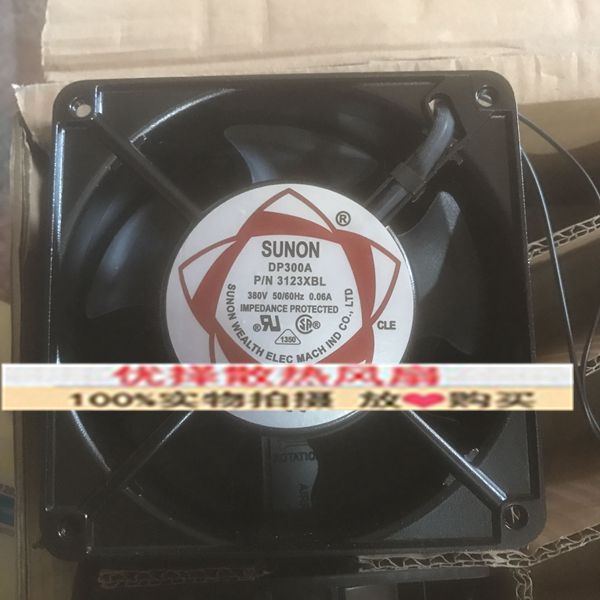 ®
SUNON
DP300A
P/N 3123XBL
380V 50/60Hz 0.06A
IMPEDANCE PROTECTED
1350
CLE
SUNON WEALTH ELEC MACH IND CO., LTD
优择散热风扇
100%实物拍摄 放❤购买